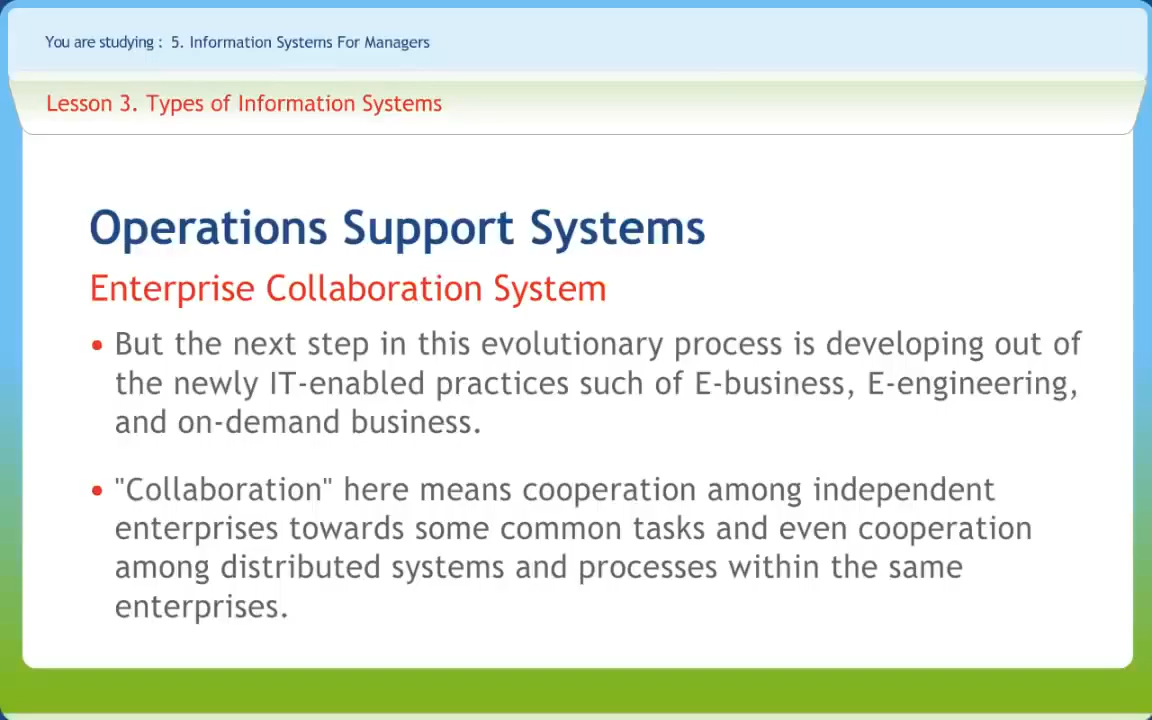 You are studying : 5. Information Systems For Managers
Lesson 3. Types of Information Systems
Operations Support Systems
Enterprise Collaboration System
• But the next step in this evolutionary process is developing out of
the newly IT-enabled practices such of E-business, E-engineering,
and on-demand business.
• "Collaboration" here means cooperation among independent
enterprises towards some common tasks and even cooperation
among distributed systems and processes within the same
enterprises.